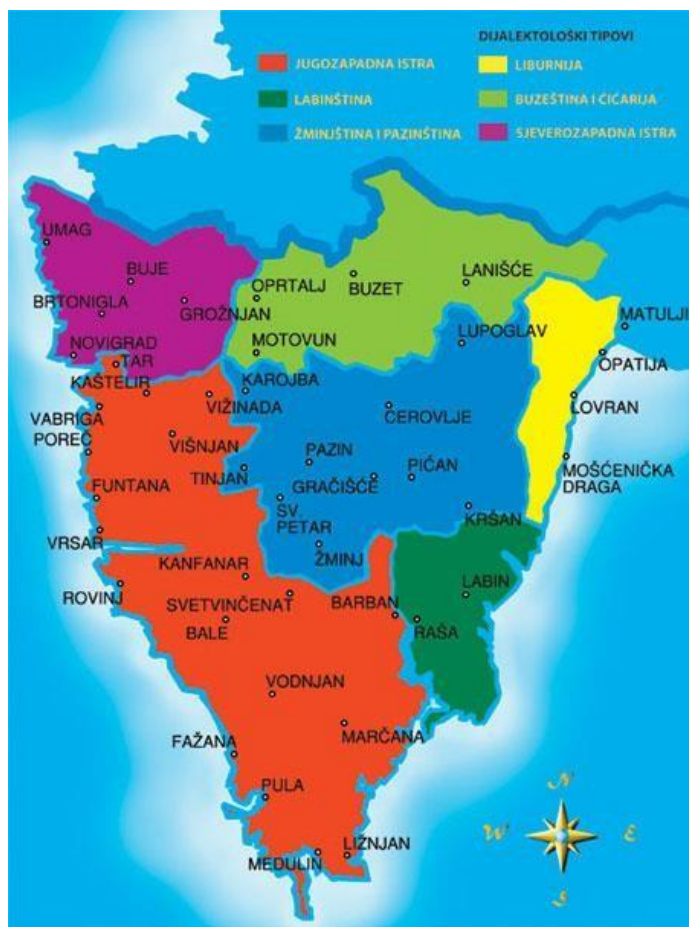 DIJALEKTOLOŠKI TIPOVI
JUGOZAPADNA ISTRA
LIBURNIJA
LABINŠTINA
BUZEŠTINA I ĆIĆARIJA
ŽMINJŠTINA I PAZINŠTINA
SJEVEROZAPADNA ISTRA
UMAG
BUJE
OPRTALJ
BUZET
LANIŠĆE
BRTONIGLA
GROŽNJAN
MATULJI
NOVIGRAD
MOTOVUN
LUPOGLAV
TAR
OPATIJA
KAŠTELIR
KAROJBA
VIŽINADA
ČEROVLJE
LOVRAN
VABRIGA
POREČ
VIŠNJAN
PAZIN
PIĆAN
MOŠĆENIČKA
DRAGA
TINJAN
GRAČIŠĆE
FUNTANA
SV.
PETAR
KRŠAN
VRSAR
ŽMINJ
KANFANAR
ROVINJ
LABIN
SVETVINČENAT
BARBAN
RAŠA
BALE
VODNJAN
MARČANA
FAŽANA
PULA
LIŽNJAN
MEDULIN
N
W
E
S